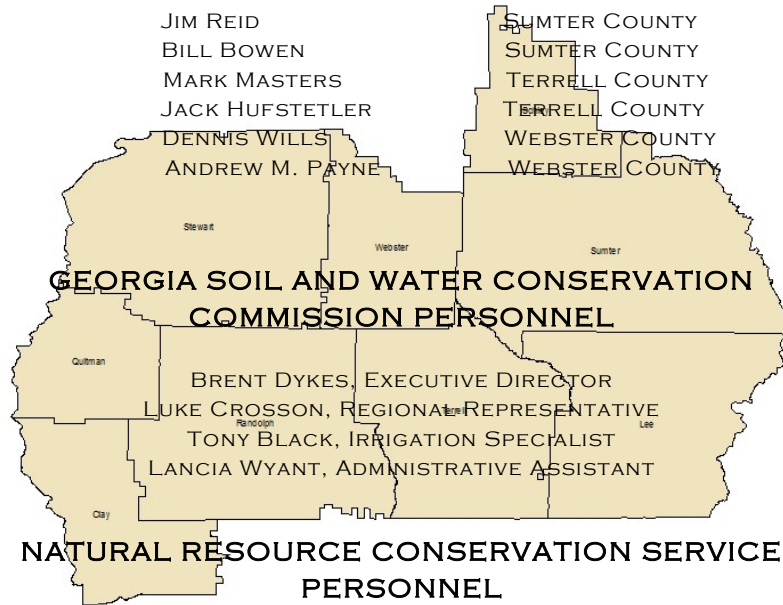 Jim Reid Sumter County
Bill Bowen Sumter County
Mark Masters Terrell County
Jack Hufstetler Terrell County
Dennis Wills Webster County
Andrew M. Payne Webster County
Stewart
Webster
Sumter
GEORGIA SOIL AND WATER CONSERVATION
COMMISSION PERSONNEL
Quitman
Brent Dykes, Executive Director
Luke Crosson, Regional Representative
Randolph
Terrell
Lee
Tony Black, Irrigation Specialist
Lancia Wyant, Administrative Assistant
Clay
NATURAL RESOURCE CONSERVATION SERVICE
PERSONNEL